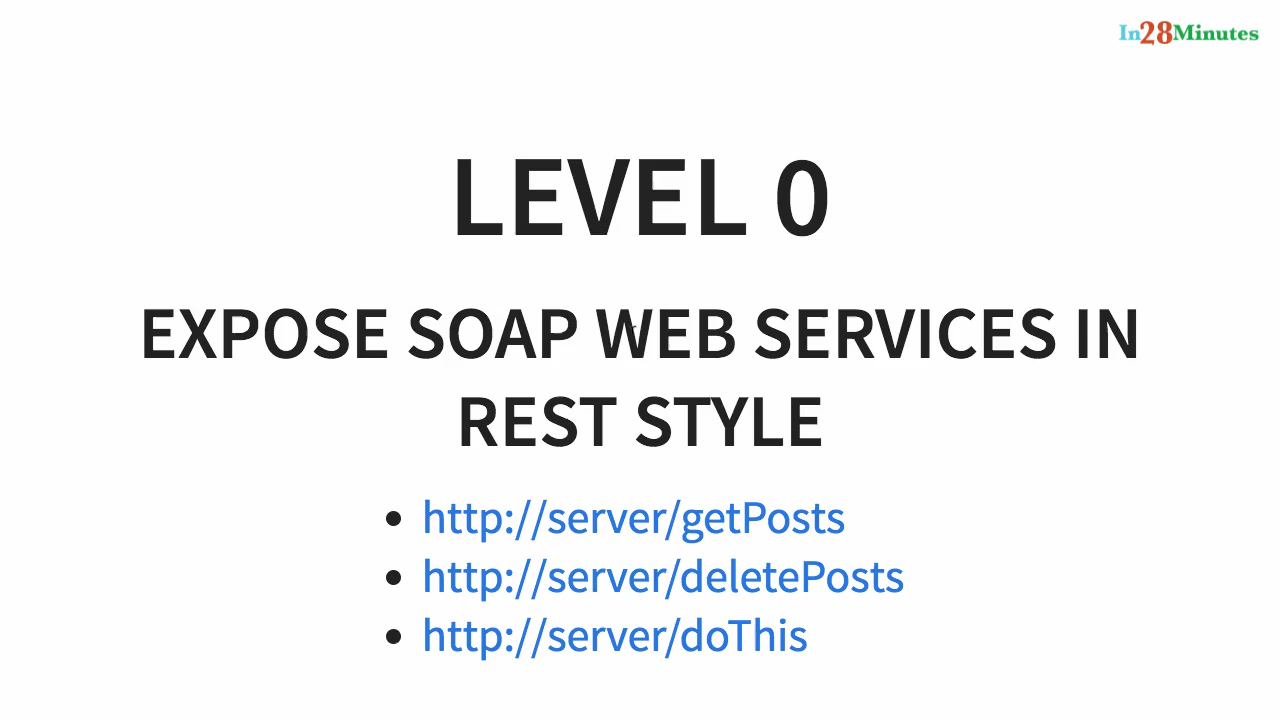 In28Minutes
LEVEL 0
EXPOSE SOAP WEB SERVICES IN
REST STYLE
• http://server/getPosts
• http://server/deletePosts
• http://server/doThis